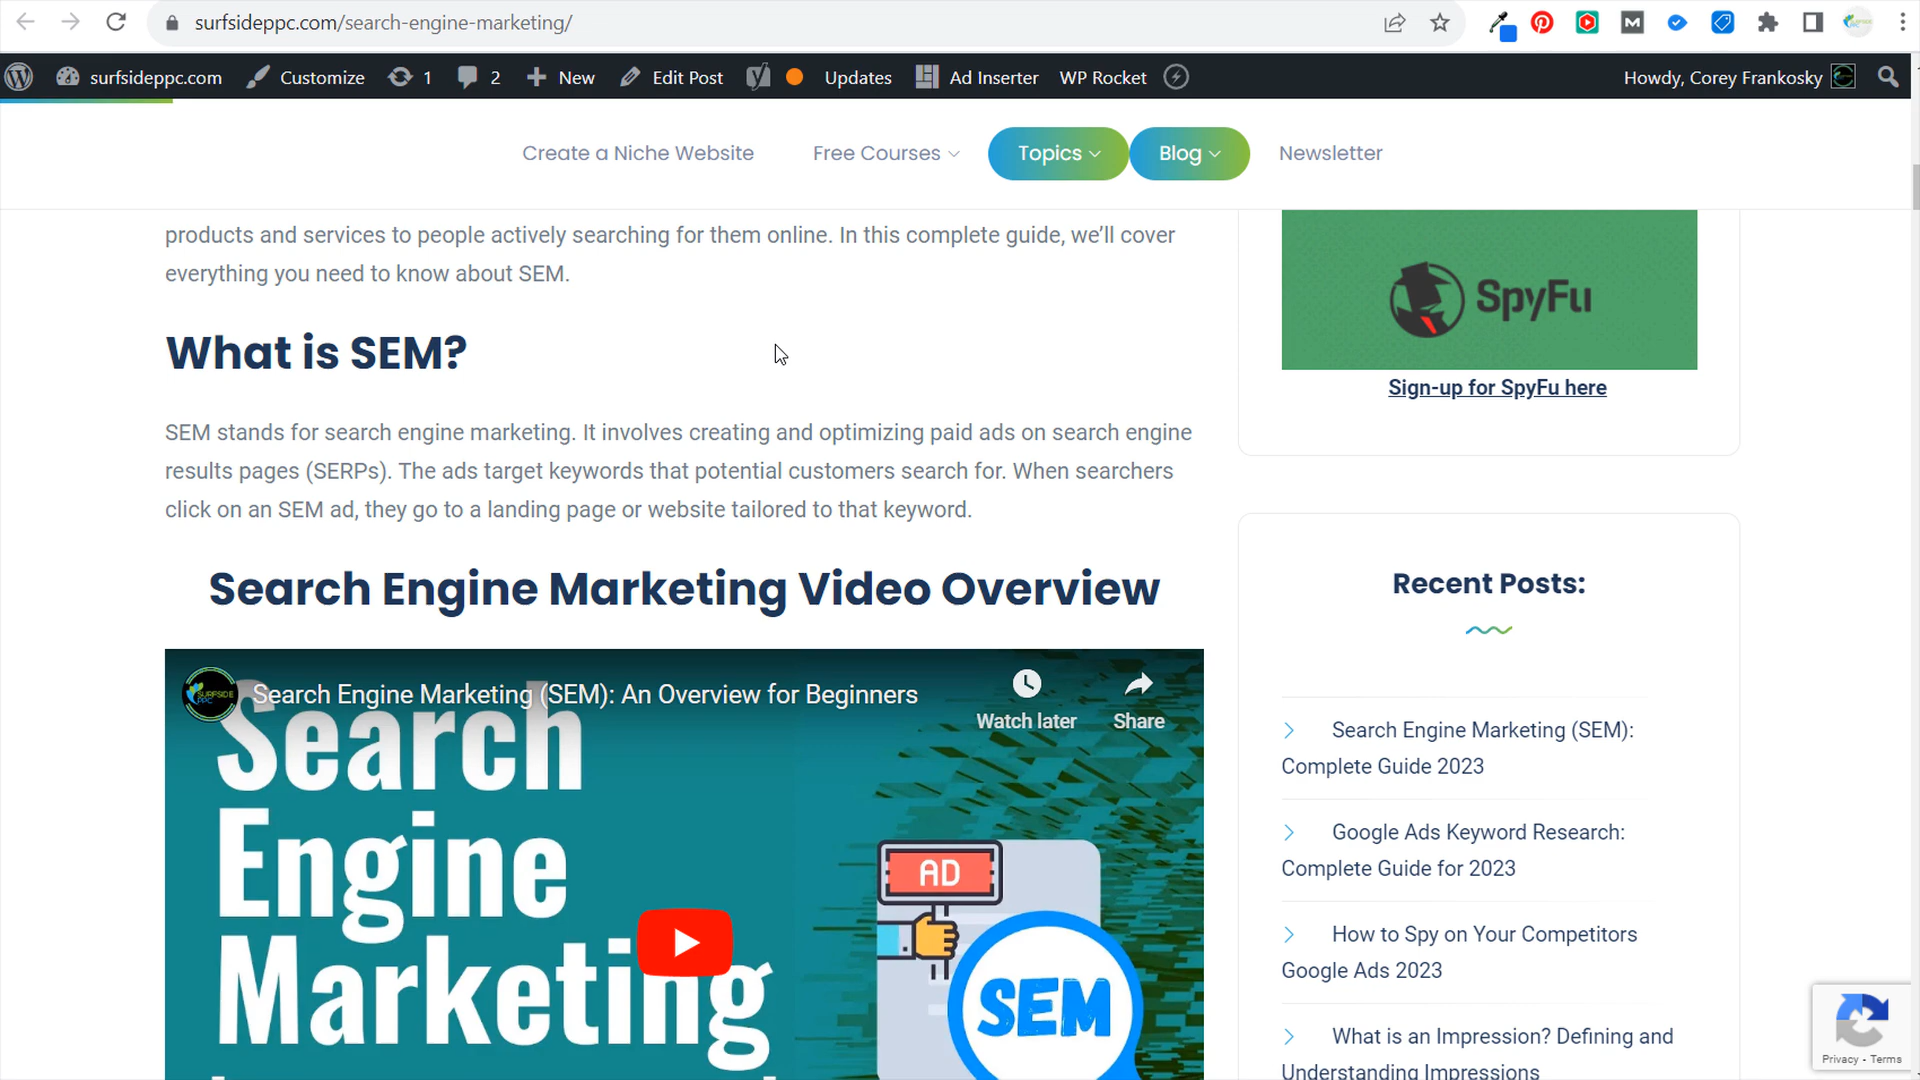 surfsideppc.com/search-engine-marketing/
surfsideppc.com Customize 1 2 New Edit Post Updates Ad Inserter WP Rocket Howdy, Corey Frankosky
Create a Niche Website Free Courses Topics Blog Newsletter
products and services to people actively searching for them online. In this complete guide, we’ll cover
everything you need to know about SEM.
What is SEM?
SEM stands for search engine marketing. It involves creating and optimizing paid ads on search engine
results pages (SERPs). The ads target keywords that potential customers search for. When searchers
click on an SEM ad, they go to a landing page or website tailored to that keyword.
Search Engine Marketing Video Overview
SURFSIDE
PPC
Search Engine Marketing (SEM): An Overview for Beginners
Watch later
Share
Search
Engine
Marketing
AD
SEM
SpyFu
Sign-up for SpyFu here
Recent Posts:
Search Engine Marketing (SEM):
Complete Guide 2023
Google Ads Keyword Research:
Complete Guide for 2023
How to Spy on Your Competitors
Google Ads 2023
What is an Impression? Defining and
Understanding Impressions
Privacy - Terms